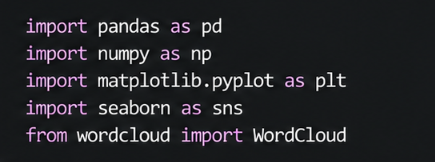 import pandas as pd
import numpy as np
import matplotlib.pyplot as plt
import seaborn as sns
from wordcloud import WordCloud